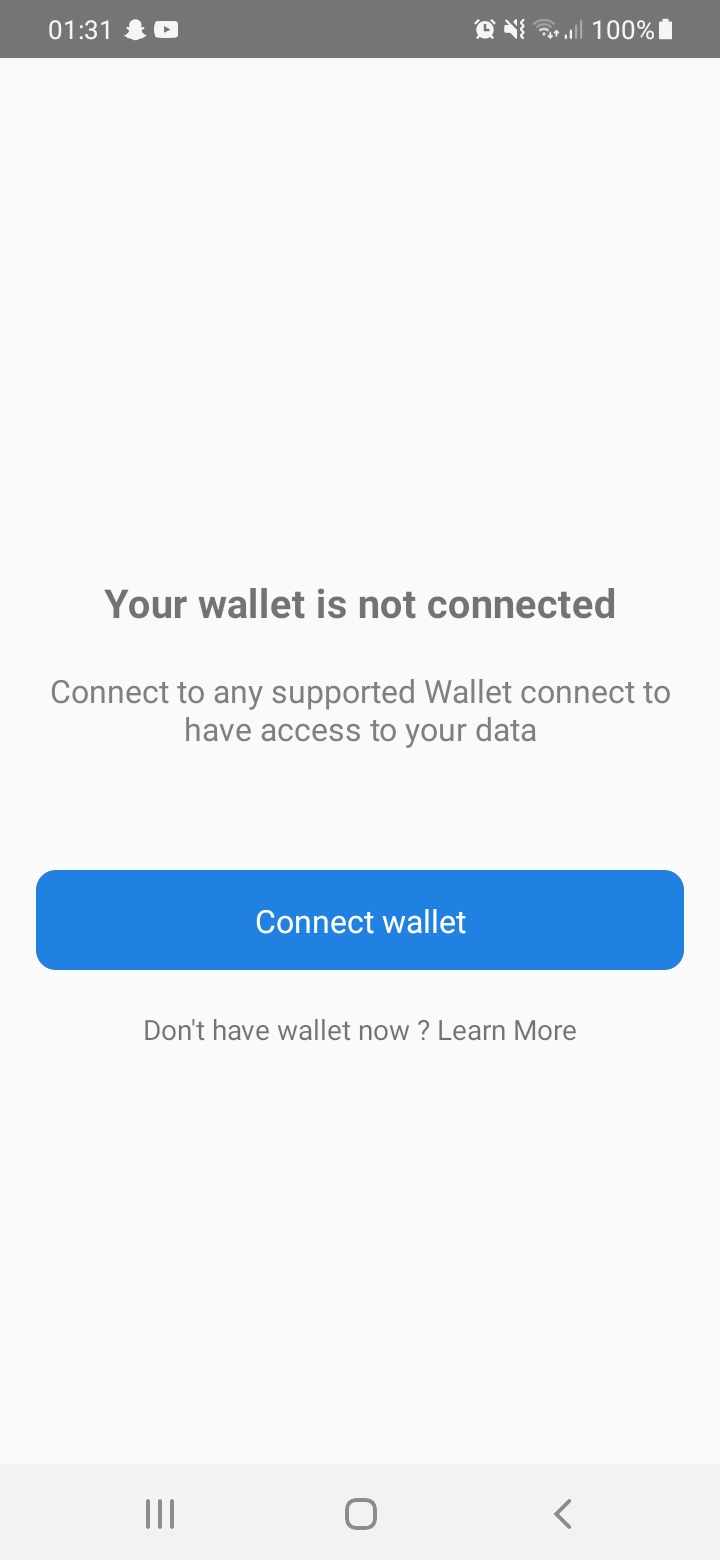 01:31 100%
Your wallet is not connected
Connect to any supported Wallet connect to
have access to your data
Connect wallet
Don't have wallet now ? Learn More